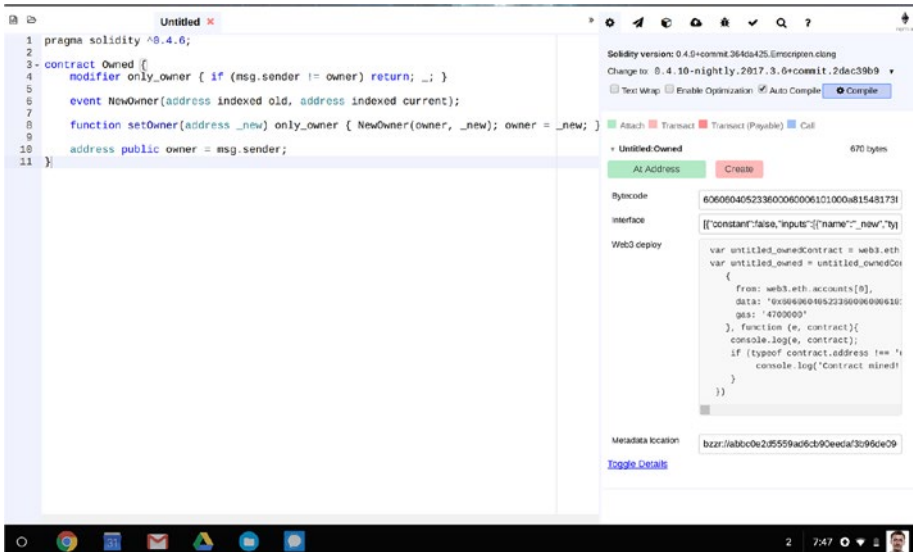 Untitled ×
1 pragma solidity ^0.4.6;
2
3 contract Owned {
4 modifier only_owner { if (msg.sender != owner) return; _; }
5
6 event NewOwner(address indexed old, address indexed current);
7
8 function setOwner(address _new) only_owner { NewOwner(owner, _new); owner = _new; }
9
10 address public owner = msg.sender;
11 }
» ?
Solidity version: 0.4.9+commit.364da425.Emscripten.clang
Change to: 0.4.10-nightly.2017.3.6+commit.2dac39b9
Text Wrap Enable Optimization Auto Compile Compile
Attach Transact Transact (Payable) Call
Untitled:Owned 670 bytes
At Address Create
Bytecode
Interface [{"constant":false,"inputs":[{"name":"_new","typ
Web3 deploy
var untitled_ownedContract = web3.eth
var untitled_owned = untitled_ownedCo
{
from: web3.eth.accounts[0],
gas: '4700000'
}, function (e, contract){
console.log(e, contract);
if (typeof contract.address !== 'u
console.log('Contract mined!
}
})
Metadata location
Toggle Details
31 2 7:47